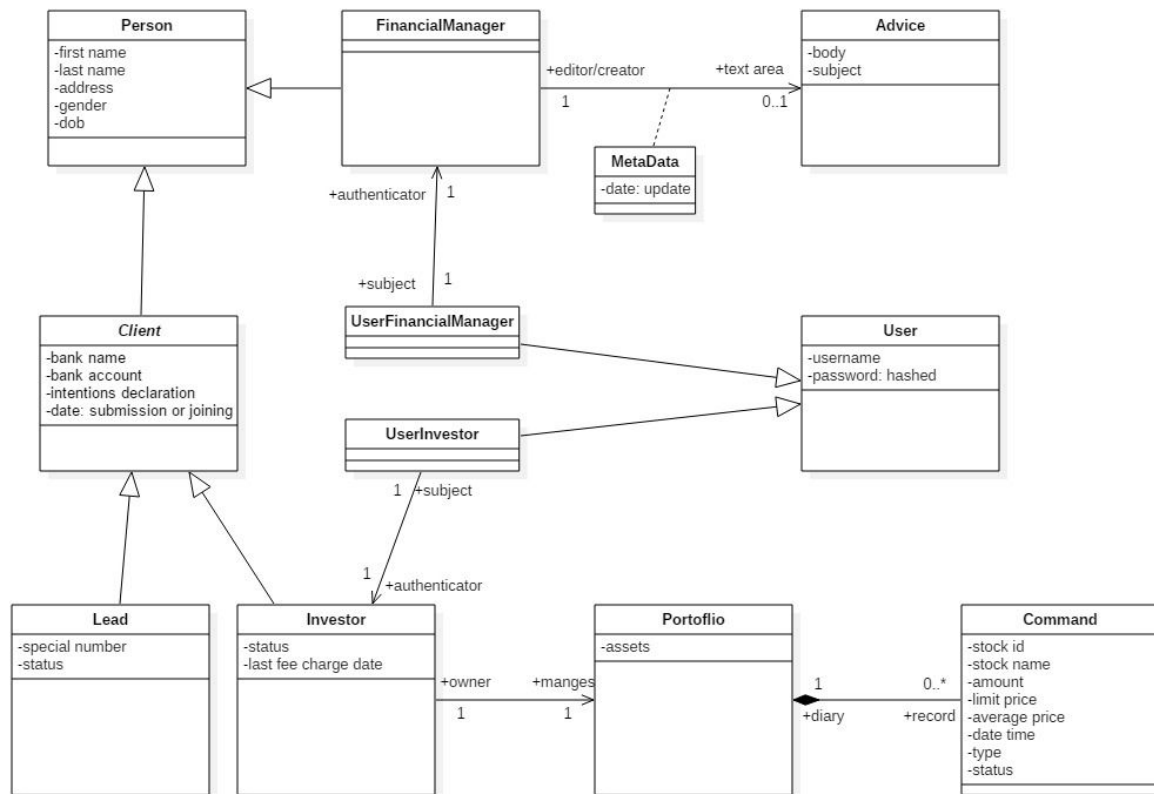 Person
-first name
-last name
-address
-gender
-dob
FinancialManager
+editor/creator
1
+text area
0..1
Advice
-body
-subject
MetaData
-date: update
+authenticator
1
+subject
1
UserFinancialManager
Client
-bank name
-bank account
-intentions declaration
-date: submission or joining
User
-username
-password: hashed
UserInvestor
1
+subject
1
+authenticator
Lead
-special number
-status
Investor
-status
-last fee charge date
+owner
1
+manges
1
Portoflio
-assets
1
+diary
0..*
+record
Command
-stock id
-stock name
-amount
-limit price
-average price
-date time
-type
-status